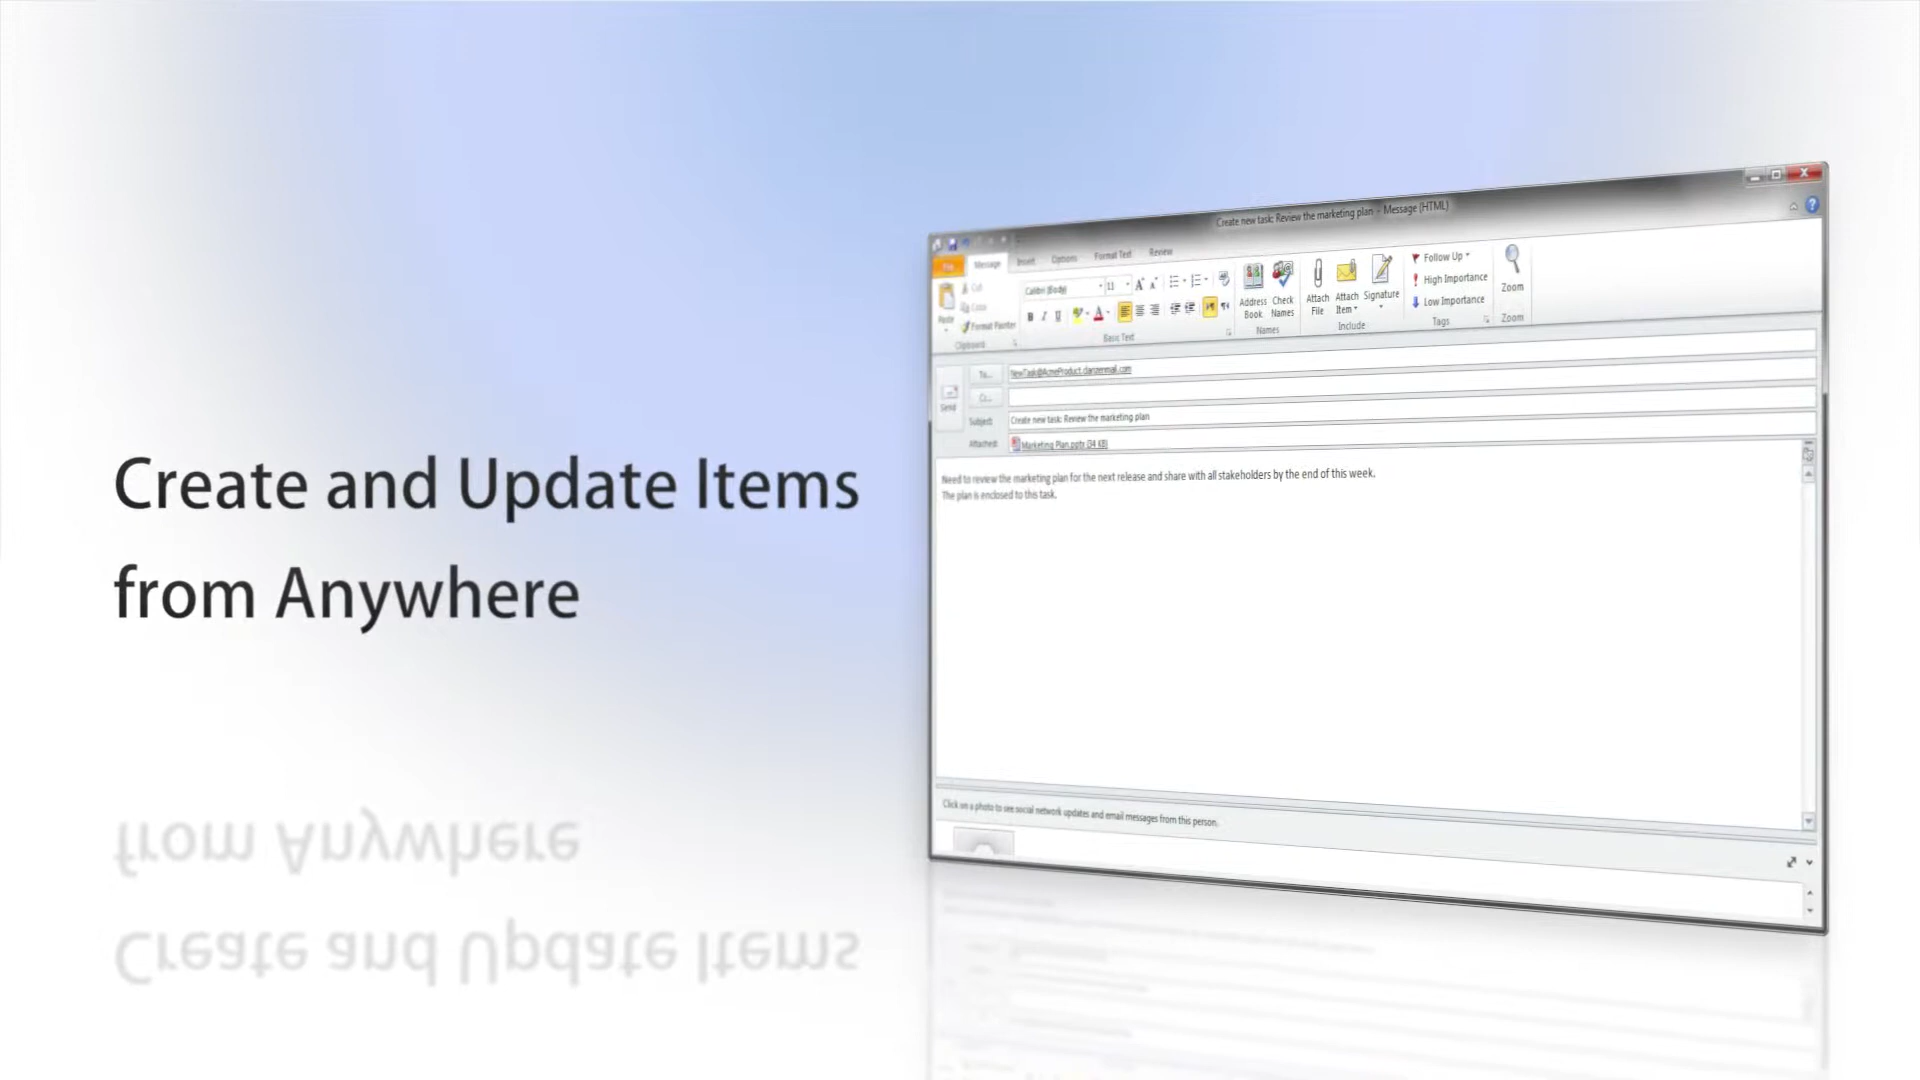 Create and Update Items
from Anywhere
Create new task: Review the marketing plan - Message (HTML)
File
Message
Insert
Options
Format Text
Review
Paste
Cut
Copy
Format Painter
Clipboard
Calibri (Body)
11
B I U
Basic Text
Address Book
Check Names
Names
Attach File
Attach Item
Signature
Include
Follow Up
High Importance
Low Importance
Tags
Zoom
Zoom
Send
To...
Cc...
Subject:
Create new task: Review the marketing plan
Attached:
Marketing Plan.pptx (34 KB)
Need to review the marketing plan for the next release and share with all stakeholders by the end of this week.
The plan is enclosed to this task.
Click on a photo to see social network updates and email messages from this person.